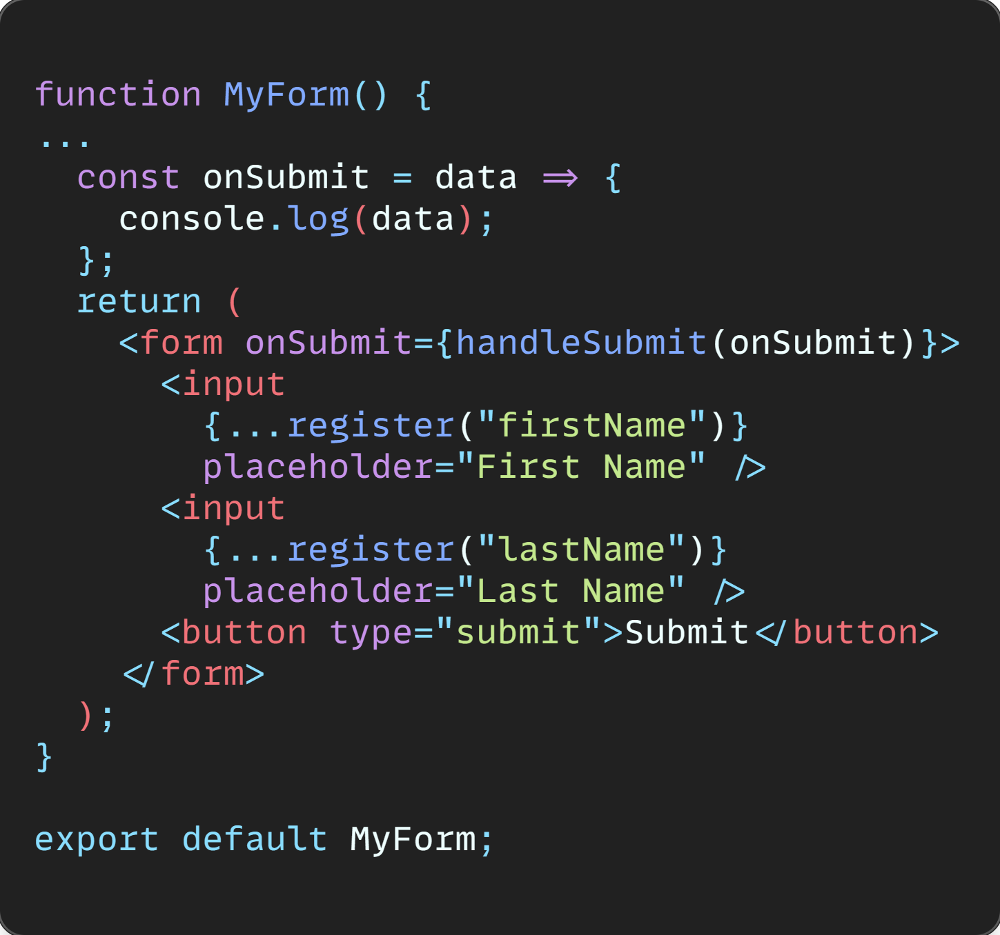 function MyForm() {
...
  const onSubmit = data => {
    console.log(data);
  };
  return (
    <form onSubmit={handleSubmit(onSubmit)}>
      <input
        {...register("firstName")}
        placeholder="First Name" />
      <input
        {...register("lastName")}
        placeholder="Last Name" />
      <button type="submit">Submit</button>
    </form>
  );
}
export default MyForm;